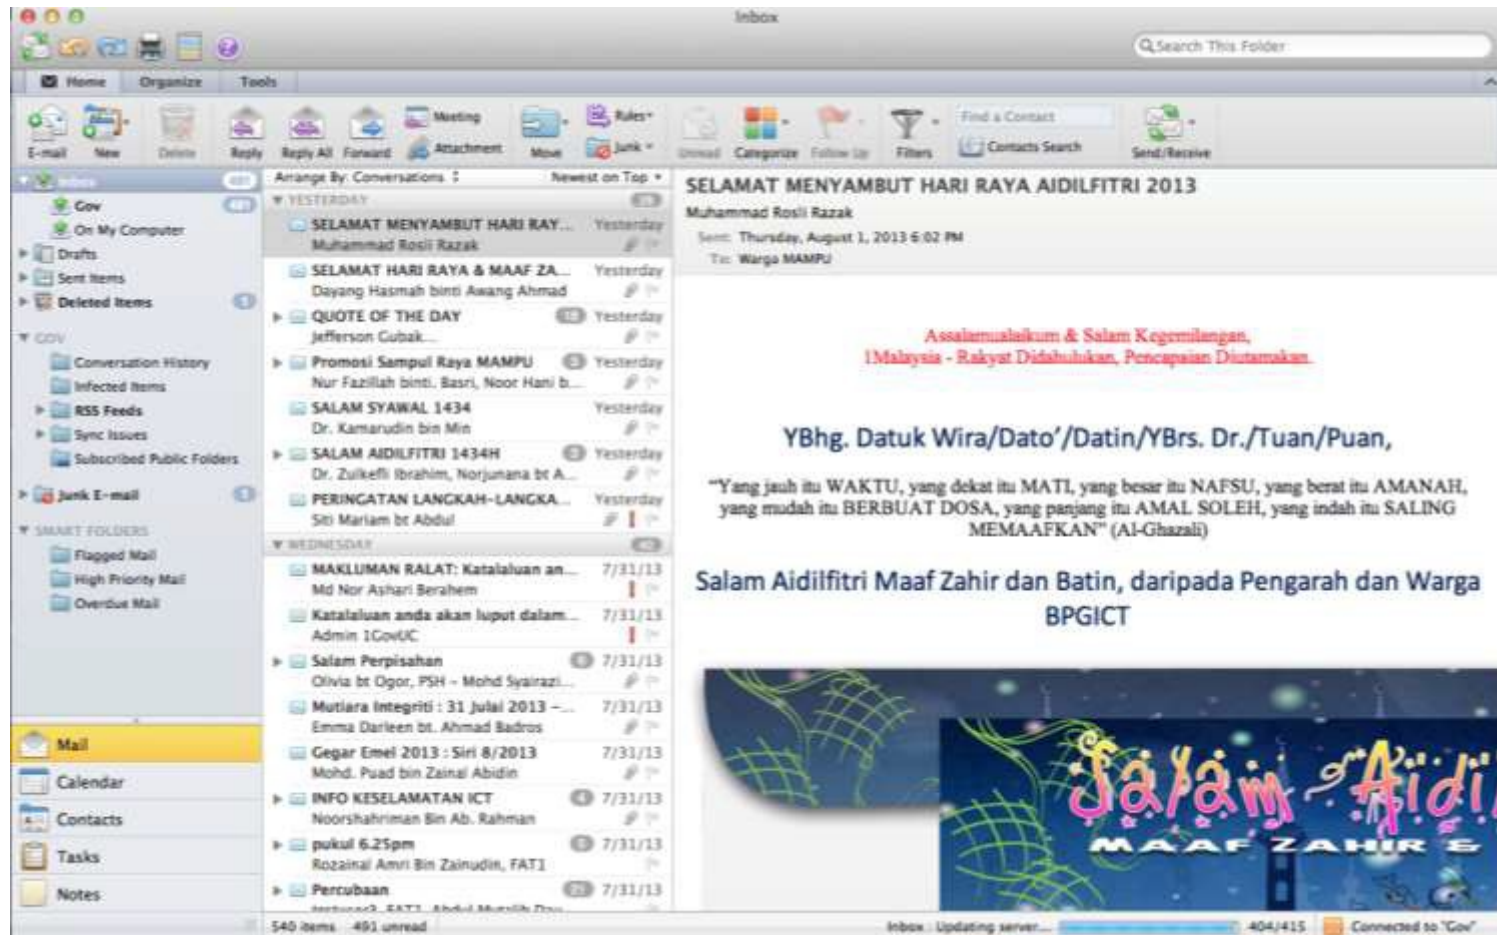 Inbox
Search This Folder
Home Organize Tools
E-mail New Delete Reply Reply All Forward Meeting Attachment Move Rules Junk Unread Categorize Follow Up Filters Find a Contact Contacts Search Send/Receive
Inbox
Gov
On My Computer
Drafts
Sent Items
Deleted Items
GOV
Conversation History
Infected Items
RSS Feeds
Sync Issues
Subscribed Public Folders
Junk E-mail
SMART FOLDERS
Flagged Mail
High Priority Mail
Overdue Mail
Mail
Calendar
Contacts
Tasks
Notes
Arrange By: Conversations Newest on Top
YESTERDAY
SELAMAT MENYAMBUT HARI RAY... Yesterday
Muhammad Rosli Razak
SELAMAT HARI RAYA & MAAF ZA... Yesterday
Dayang Hasmah binti Awang Ahmad
QUOTE OF THE DAY Yesterday
Jefferson Gubak...
Promosi Sampul Raya MAMPU Yesterday
Nur Fazillah binti. Basri, Noor Hani b...
SALAM SYAWAL 1434 Yesterday
Dr. Kamarudin bin Min
SALAM AIDILFITRI 1434H Yesterday
Dr. Zulkefli Ibrahim, Norjunana bt A...
PERINGATAN LANGKAH-LANGKA... Yesterday
Siti Mariam bt Abdul
WEDNESDAY
MAKLUMAN RALAT: Katalaluan an... 7/31/13
Md Nor Ashari Berahem
Katalaluan anda akan luput dalam... 7/31/13
Admin 1GovUC
Salam Perpisahan 7/31/13
Olivia bt Ogor, PSH - Mohd Syairazi...
Mutiara Integriti : 31 Julai 2013 -... 7/31/13
Emma Darleen bt. Ahmad Badros
Gegar Emel 2013 : Siri 8/2013 7/31/13
Mohd. Puad bin Zainal Abidin
INFO KESELAMATAN ICT 4 7/31/13
Noorshahriman Bin Ab. Rahman
pukul 6.25pm 7/31/13
Rozainal Amri Bin Zainudin, FAT1
Percubaan 21 7/31/13
SELAMAT MENYAMBUT HARI RAYA AIDILFITRI 2013
Muhammad Rosli Razak
Sent: Thursday, August 1, 2013 6:02 PM
To: Warga MAMPU
Assalamualaikum & Salam Kegemilangan,
1Malaysia - Rakyat Didahulukan, Pencapaian Diutamakan.
YBhg. Datuk Wira/Dato'/Datin/YBrs. Dr./Tuan/Puan,
"Yang jauh itu WAKTU, yang dekat itu MATI, yang besar itu NAFSU, yang berat itu AMANAH,
yang mudah itu BERBUAT DOSA, yang panjang itu AMAL SOLEH, yang indah itu SALING
MEMAAFKAN" (Al-Ghazali)
Salam Aidilfitri Maaf Zahir dan Batin, daripada Pengarah dan Warga
BPGICT
Salam Aidi
MAAF ZAHIR &
540 items 491 unread
Inbox : Updating server... 404/415 Connected to "Gov"